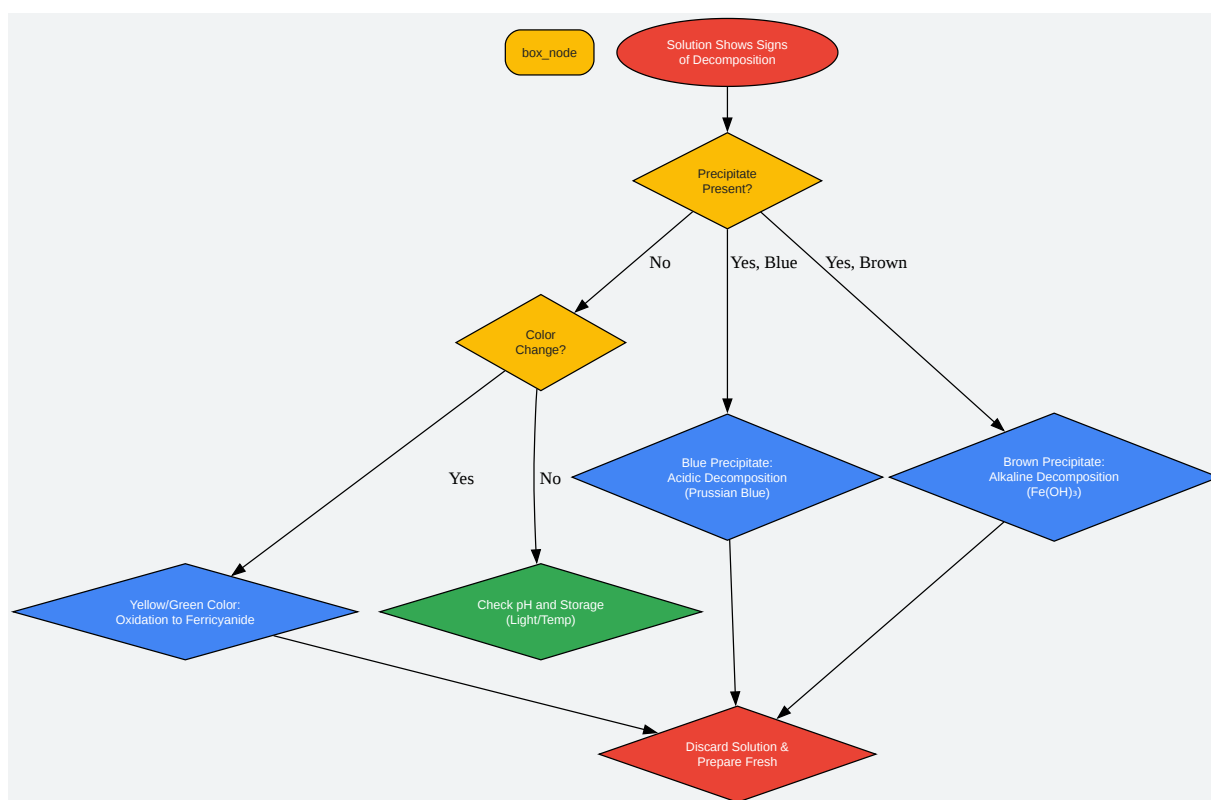 box_node
Solution Shows Signs
of Decomposition
Precipitate
Present?
No
Yes, Blue
Yes, Brown
Color
Change?
Yes
No
Blue Precipitate:
Acidic Decomposition
(Prussian Blue)
Brown Precipitate:
Alkaline Decomposition
(Fe(OH)₃)
Yellow/Green Color:
Oxidation to Ferricyanide
Check pH and Storage
(Light/Temp)
Discard Solution &
Prepare Fresh